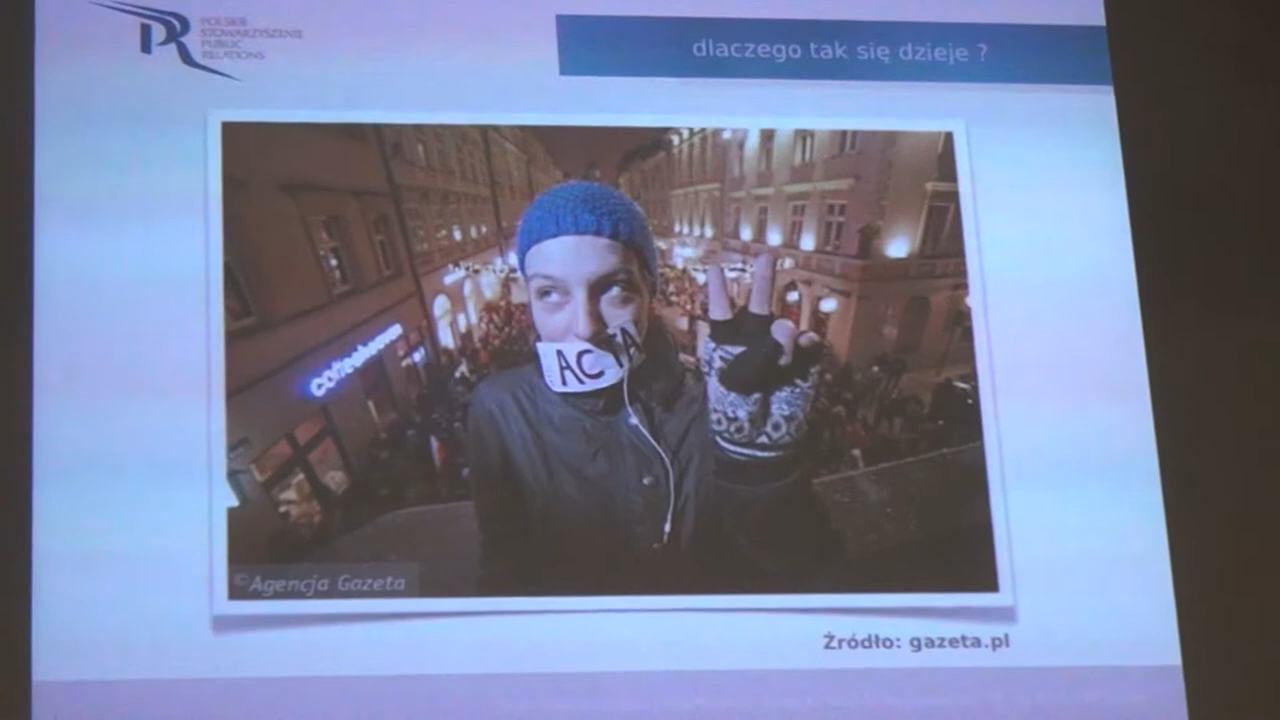 POLSKIE
STOWARZYSZENIE
PUBLIC
RELATIONS
dlaczego tak się dzieje ?
coffeeheaven
ACTA
©Agencja Gazeta
Źródło: gazeta.pl